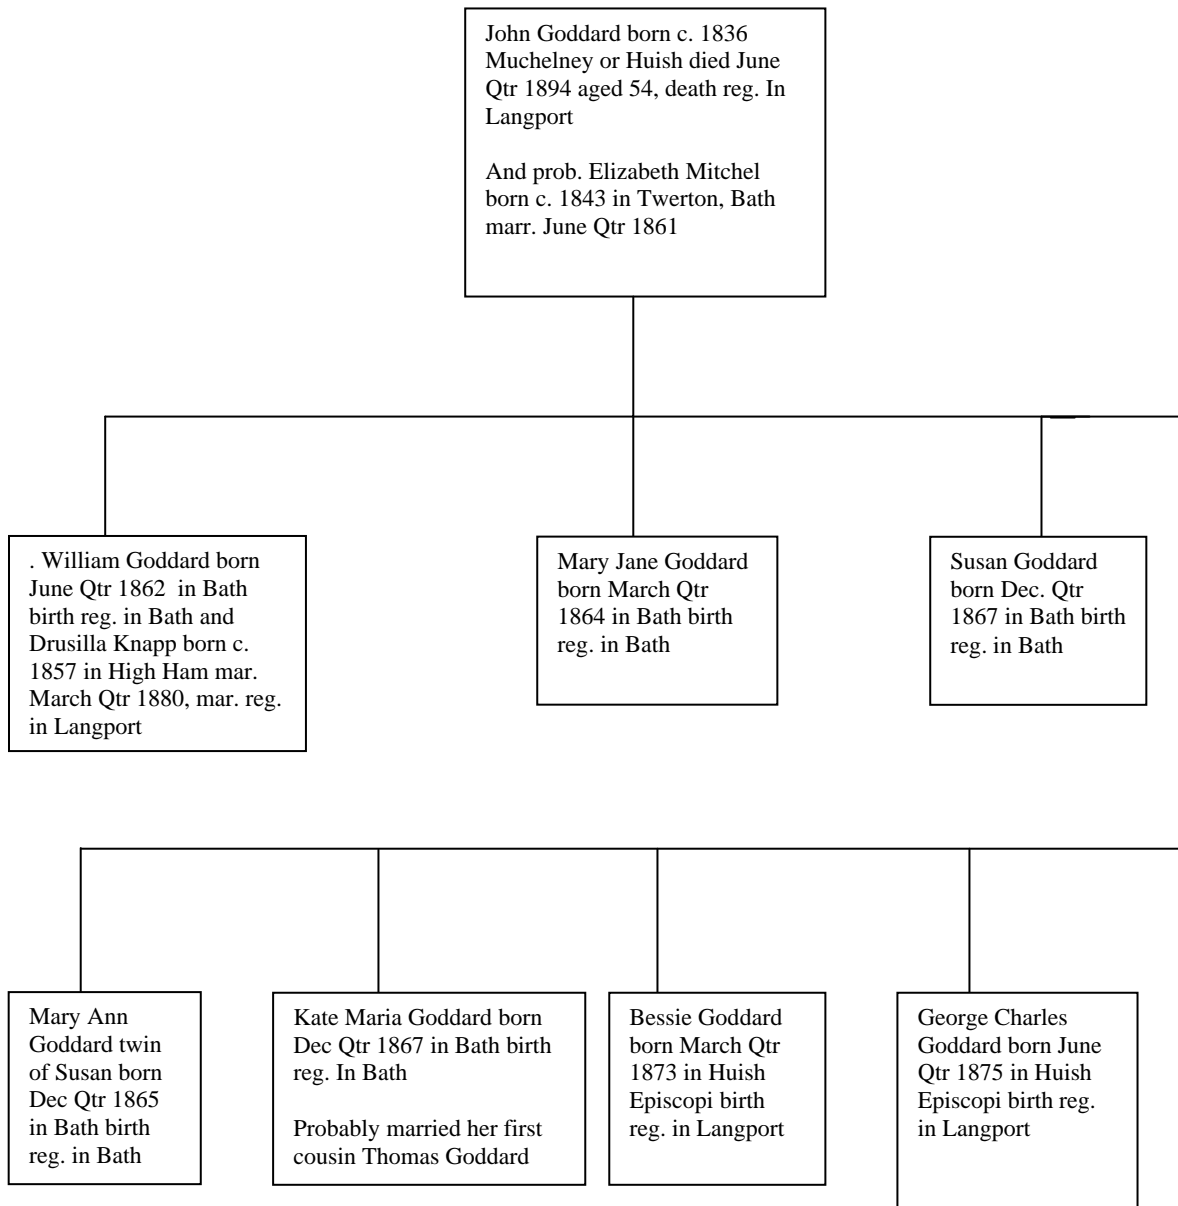 John Goddard born c. 1836
Muchelney or Huish died June
Qtr 1894 aged 54, death reg. In
Langport
And prob. Elizabeth Mitchel
born c. 1843 in Twerton, Bath
marr. June Qtr 1861
. William Goddard born
June Qtr 1862  in Bath
birth reg. in Bath and
Drusilla Knapp born c.
1857 in High Ham mar.
March Qtr 1880, mar. reg.
in Langport
Mary Jane Goddard
born March Qtr
1864 in Bath birth
reg. in Bath
Susan Goddard
born Dec. Qtr
1867 in Bath birth
reg. in Bath
Mary Ann
Goddard twin
of Susan born
Dec Qtr 1865
in Bath birth
reg. in Bath
Kate Maria Goddard born
Dec Qtr 1867 in Bath birth
reg. In Bath
Probably married her first
cousin Thomas Goddard
Bessie Goddard
born March Qtr
1873 in Huish
Episcopi birth
reg. in Langport
George Charles
Goddard born June
Qtr 1875 in Huish
Episcopi birth reg.
in Langport